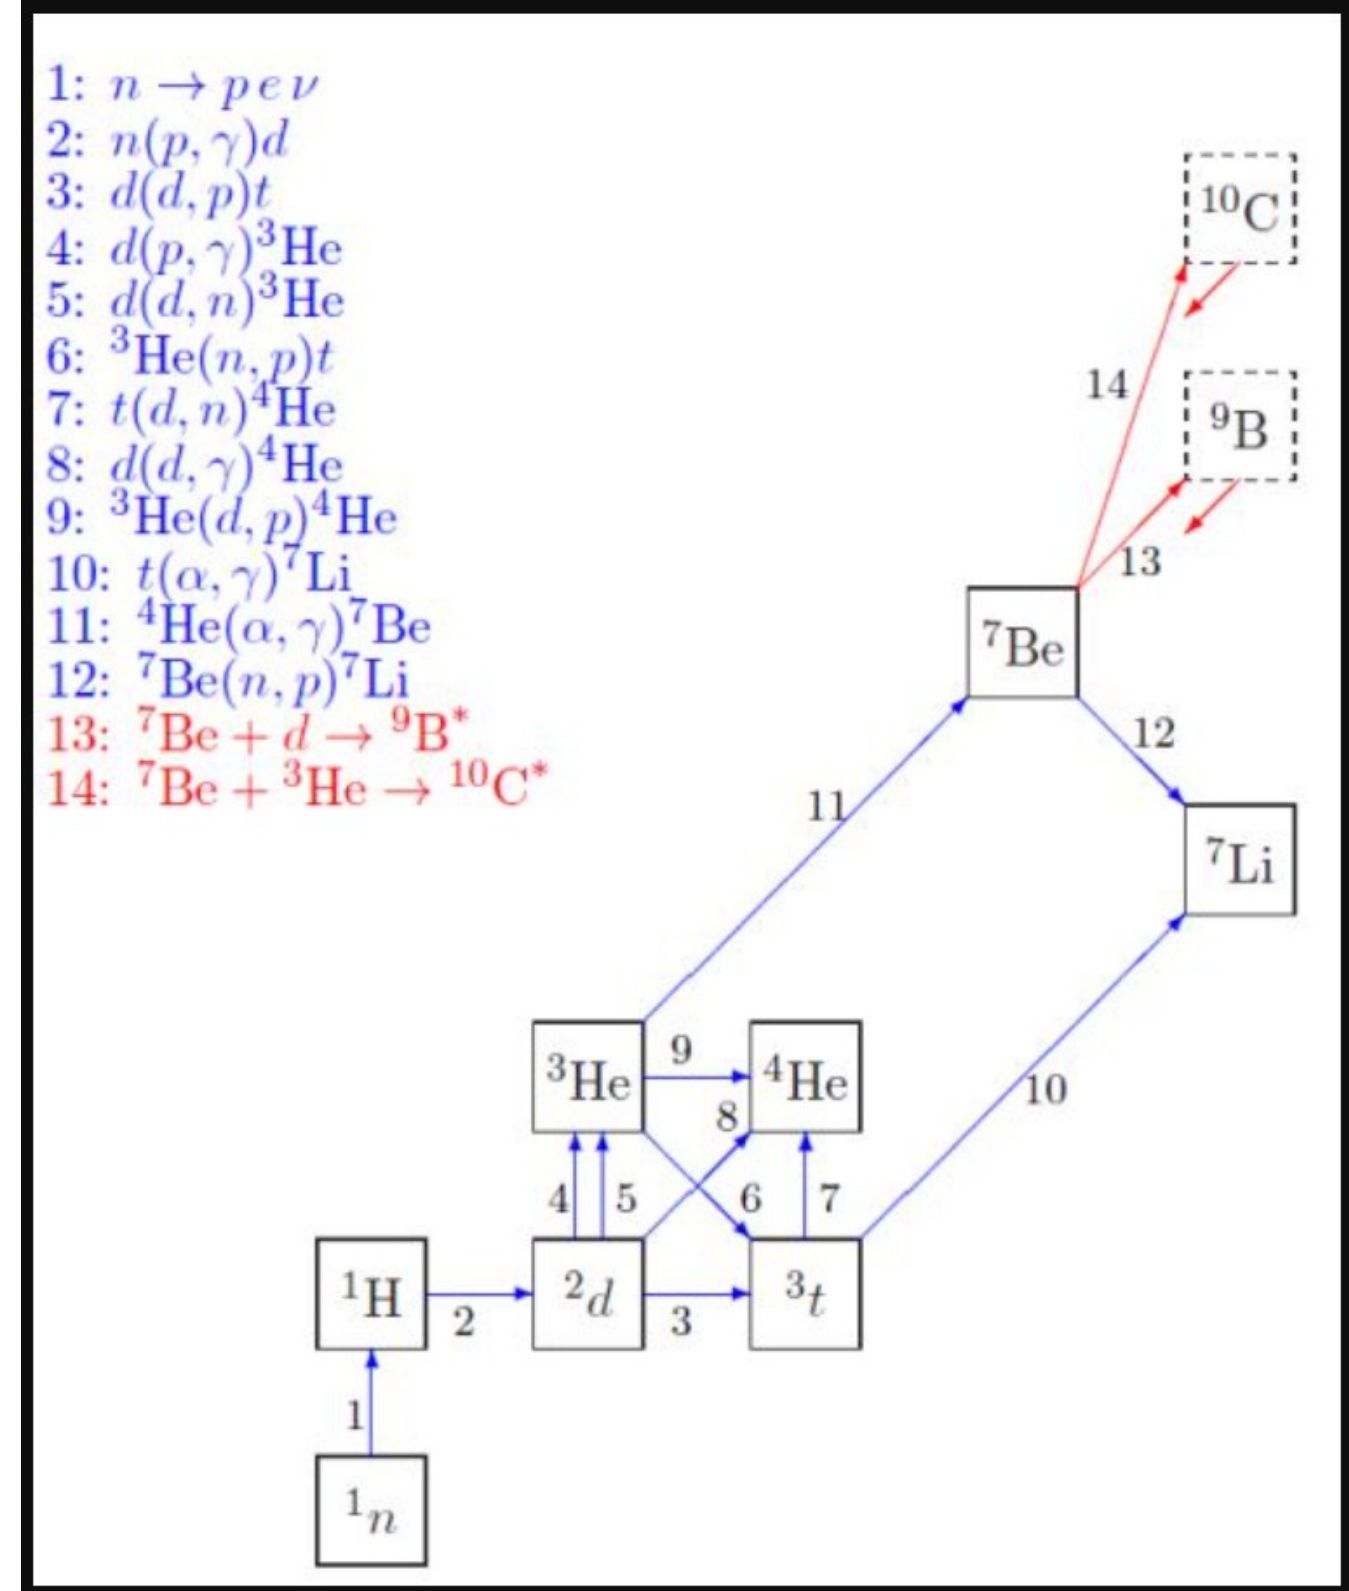 1: n → p e ν
2: n(p, γ)d
3: d(d, p)t
4: d(p, γ)³He
5: d(d, n)³He
6: ³He(n, p)t
7: t(d, n)⁴He
8: d(d, γ)⁴He
9: ³He(d, p)⁴He
10: t(α, γ)⁷Li
11: ⁴He(α, γ)⁷Be
12: ⁷Be(n, p)⁷Li
13: ⁷Be + d → ⁹B*
14: ⁷Be + ³He → ¹⁰C*
¹⁰C
14
⁹B
13
⁷Be
12
11
⁷Li
³He
9
⁴He
8
10
4
5
6
7
¹H
2
²d
3
³t
1
¹n